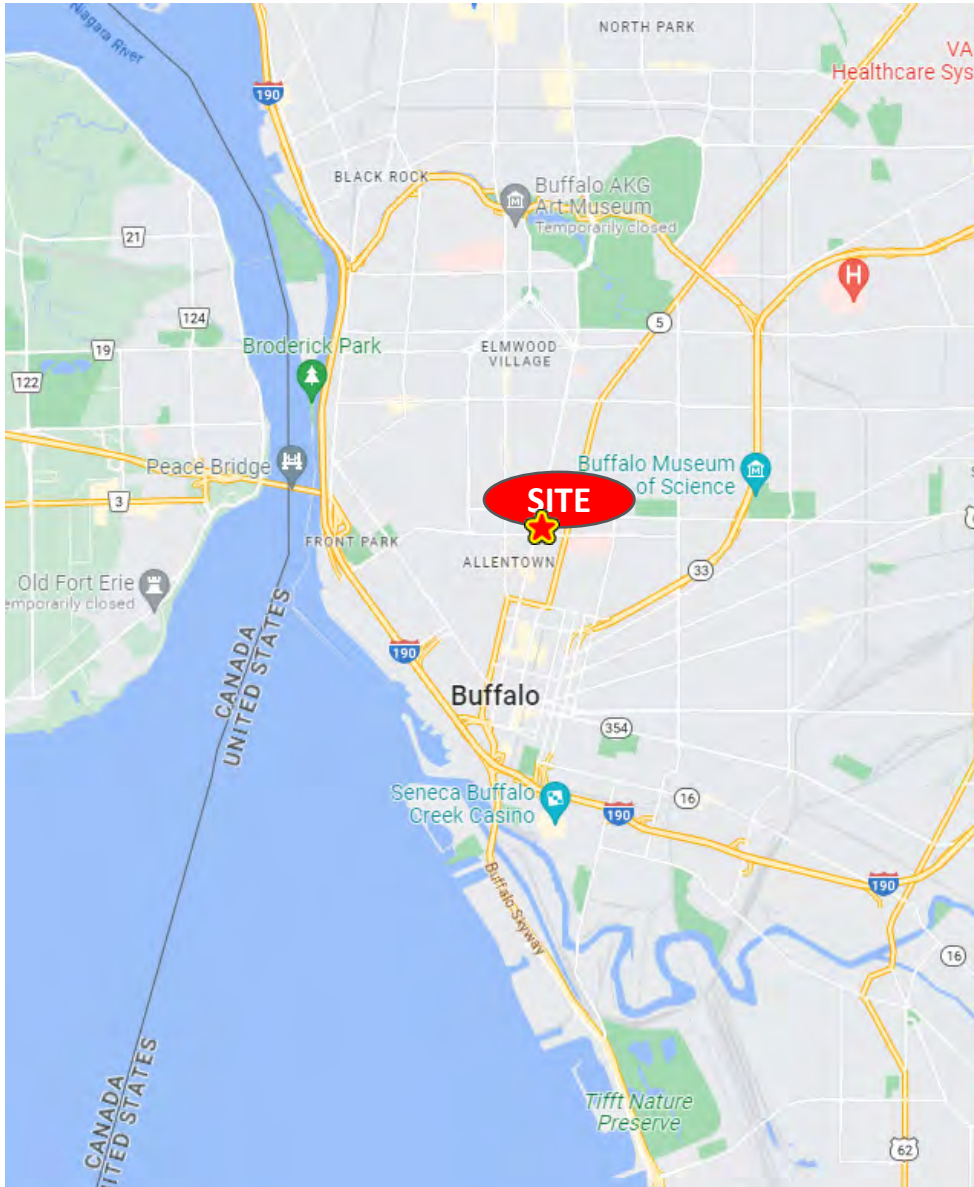 NORTH PARK
Niagara River
VA
Healthcare Sys
190
BLACK ROCK
Buffalo AKG
Art Museum
Temporarily closed
21
H
124
5
19
Broderick Park
ELMWOOD
VILLAGE
122
Peace Bridge
Buffalo Museum
of Science
3
SITE
FRONT PARK
ALLENTOWN
33
Old Fort Erie
emporarily closed
CANADA
UNITED STATES
190
Buffalo
354
Seneca Buffalo
Creek Casino
16
190
190
Buffalo Skyway
16
CANADA
ITED STATES
Tifft Nature
Preserve
62